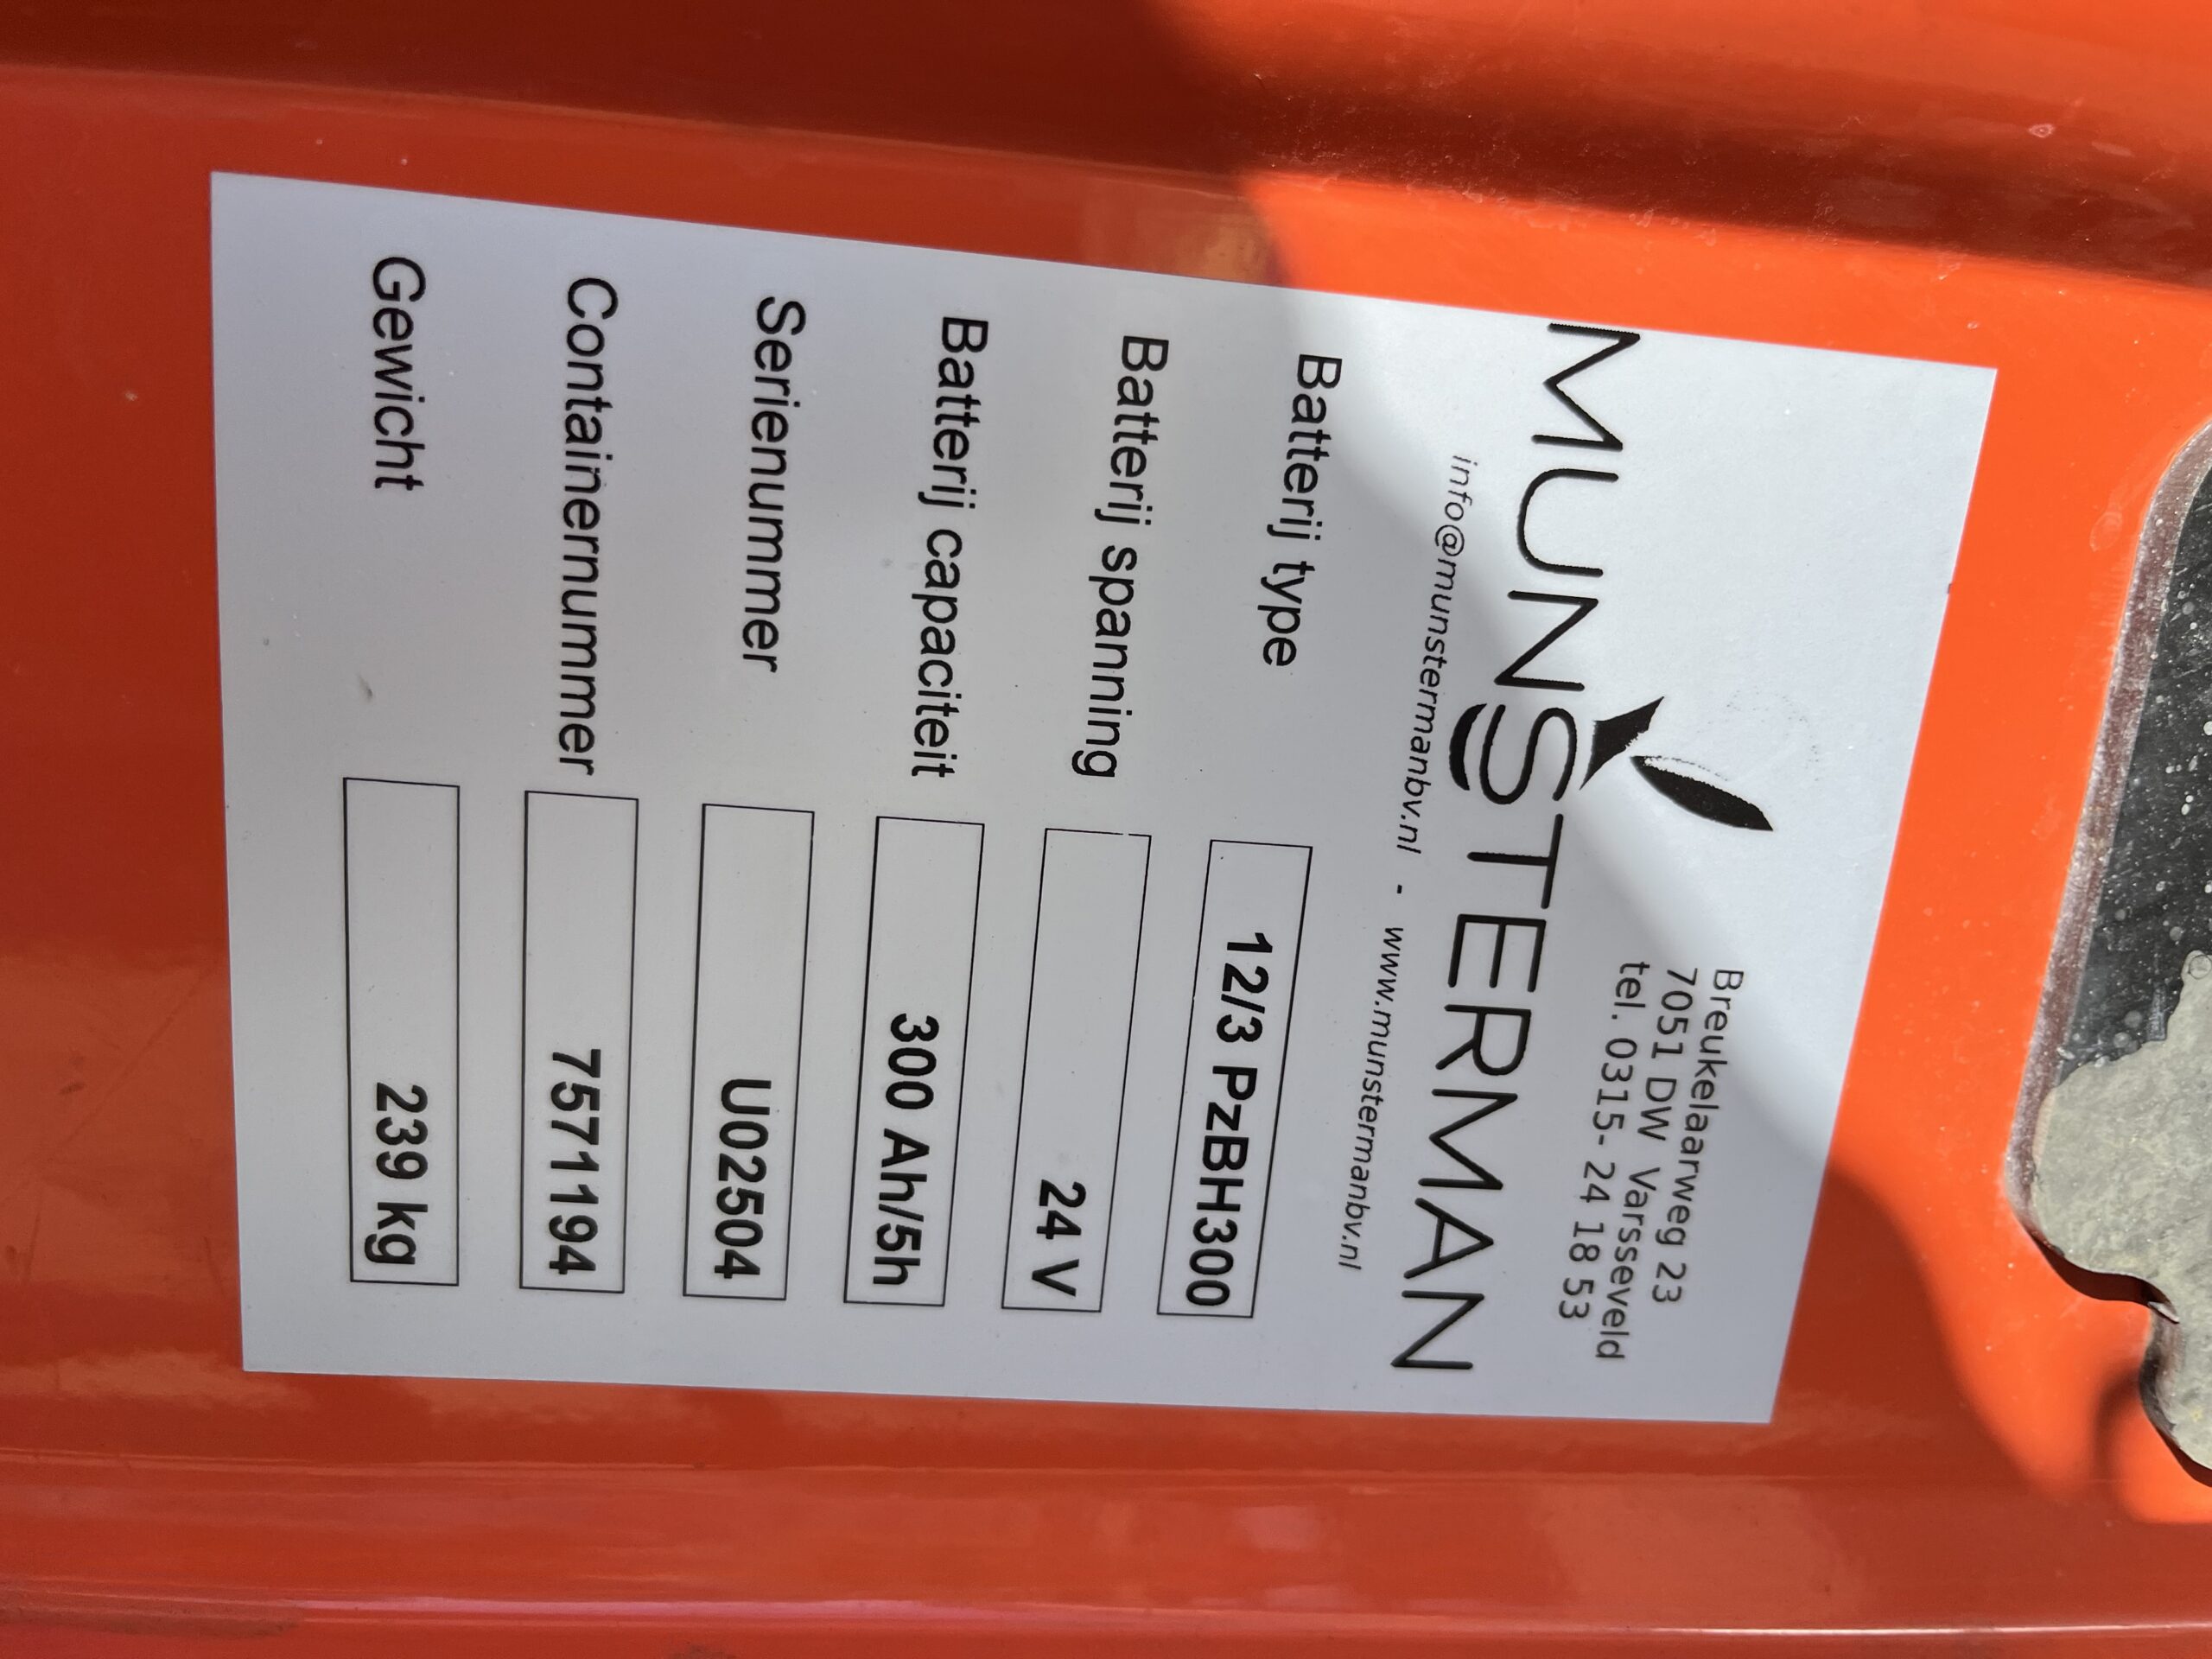 Breukelaarweg 23
7051 DW Varsseveld
tel. 0315- 24 18 53
MUNSTERMAN
info@munstermanbv.nl - www.munstermanbv.nl
Batterij type 12/3 PzBH300
Batterij spanning 24 V
Batterij capaciteit 300 Ah/5h
Serienummer U02504
Containernummer 7571194
Gewicht 239 kg